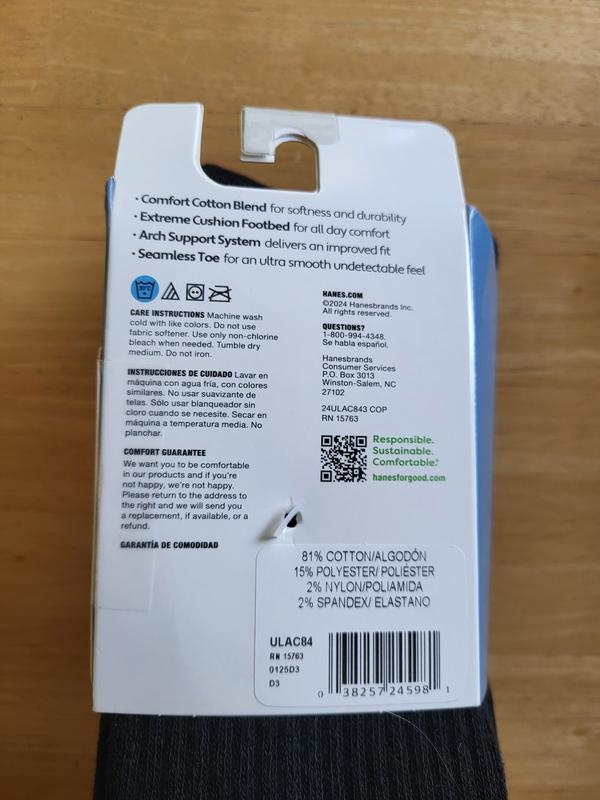 • Comfort Cotton Blend for softness and durability
• Extreme Cushion Footbed for all day comfort
• Arch Support System delivers an improved fit
• Seamless Toe for an ultra smooth undetectable feel
30°C
CARE INSTRUCTIONS Machine wash
cold with like colors. Do not use
fabric softener. Use only non-chlorine
bleach when needed. Tumble dry
medium. Do not iron.
INSTRUCCIONES DE CUIDADO Lavar en
máquina con agua fría, con colores
similares. No usar suavizante de
telas. Sólo usar blanqueador sin
cloro cuando se necesite. Secar en
máquina a temperatura media. No
planchar.
COMFORT GUARANTEE
We want you to be comfortable
in our products and if you're
not happy, we're not happy.
Please return to the address to
the right and we will send you
a replacement, if available, or a
refund.
GARANTÍA DE COMODIDAD
HANES.COM
©2024 Hanesbrands Inc.
All rights reserved.
QUESTIONS?
1-800-994-4348.
Se habla español.
Hanesbrands
Consumer Services
P.O. Box 3013
Winston-Salem, NC
27102
24ULAC843 COP
RN 15763
Responsible.
Sustainable.
Comfortable.™
hanesforgood.com
81% COTTON/ALGODÓN
15% POLYESTER/ POLIÉSTER
2% NYLON/POLIAMIDA
2% SPANDEX/ ELASTANO
ULAC84
RN 15763
0125D3
D3
0 38257 24598 1